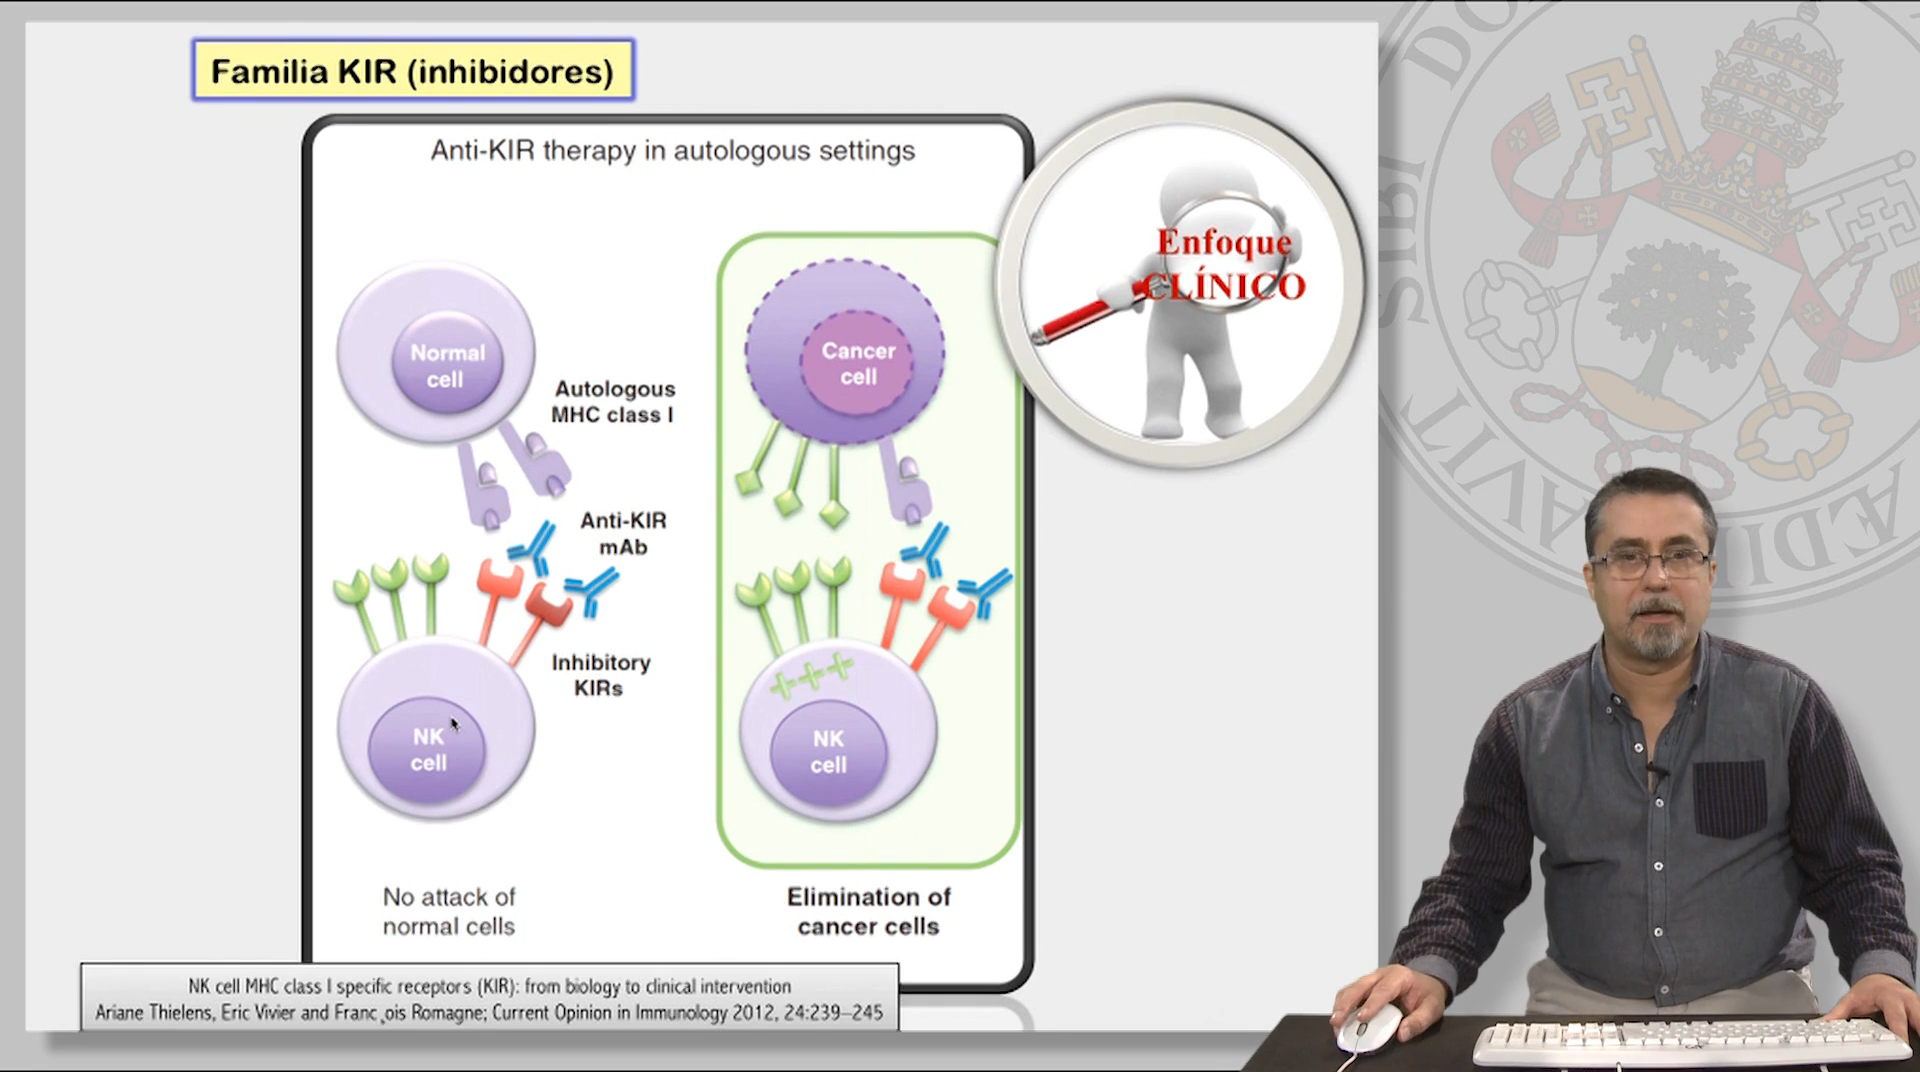 Familia KIR (inhibidores)
Anti-KIR therapy in autologous settings
Enfoque
CLÍNICO
Normal
cell
Cancer
cell
Autologous
MHC class I
Anti-KIR
mAb
Inhibitory
KIRs
NK
cell
NK
cell
No attack of
normal cells
Elimination of
cancer cells
NK cell MHC class I specific receptors (KIR): from biology to clinical intervention
Ariane Thielens, Eric Vivier and Franc¸ois Romagne; Current Opinion in Immunology 2012, 24:239–245
SIBI
AVIT
ÆDIF